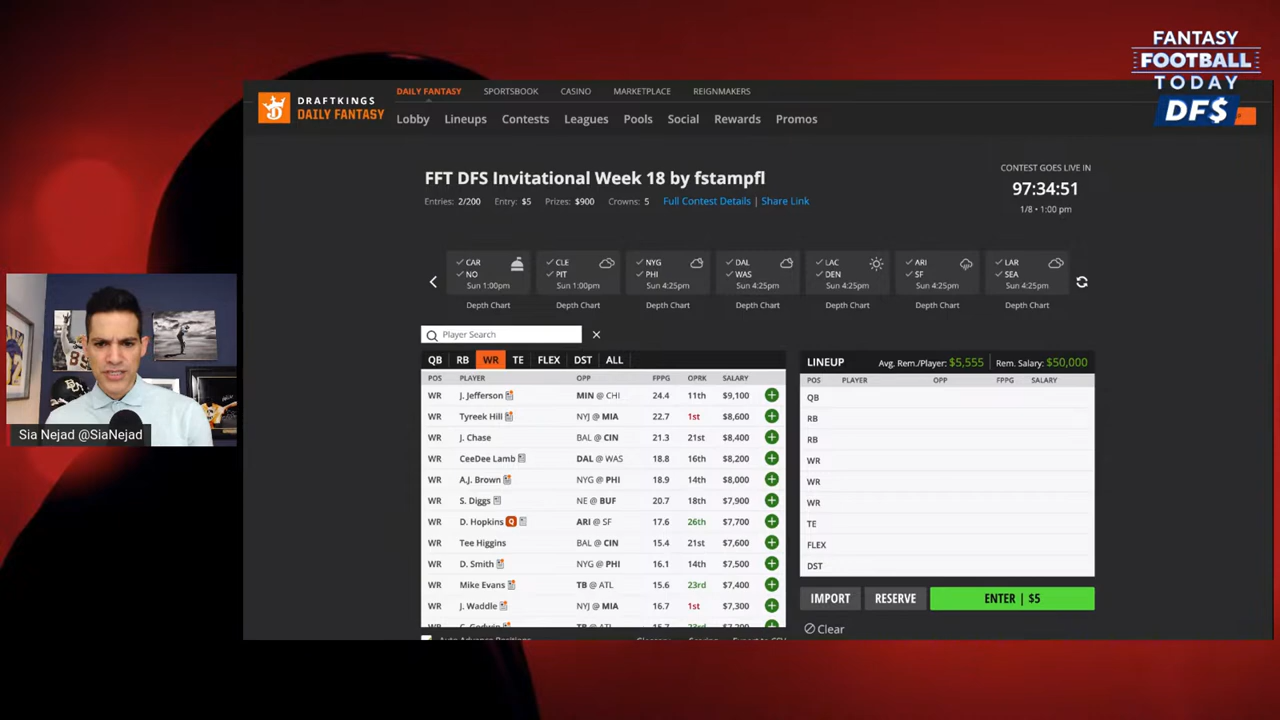 FANTASY
FOOTBALL
TODAY
DF$
DRAFTKINGS
DAILY FANTASY
DAILY FANTASY SPORTSBOOK CASINO MARKETPLACE REIGNMAKERS
Lobby Lineups Contests Leagues Pools Social Rewards Promos
FFT DFS Invitational Week 18 by fstampfl
Entries: 2/200 Entry: $5 Prizes: $900 Crowns: 5 Full Contest Details | Share Link
CONTEST GOES LIVE IN
97:34:51
1/8 • 1:00 pm
CAR CLE NYG DAL LAC ARI LAR
NO PIT PHI WAS DEN SF SEA
Sun 1:00pm Sun 1:00pm Sun 4:25pm Sun 4:25pm Sun 4:25pm Sun 4:25pm Sun 4:25pm
Depth Chart Depth Chart Depth Chart Depth Chart Depth Chart Depth Chart Depth Chart
Player Search
QB RB WR TE FLEX DST ALL
POS PLAYER OPP FPPG OPRK SALARY
WR J. Jefferson MIN @ CHI 24.4 11th $9,100
WR Tyreek Hill NYJ @ MIA 22.7 1st $8,600
WR J. Chase BAL @ CIN 21.3 21st $8,400
WR CeeDee Lamb DAL @ WAS 18.8 16th $8,200
WR A.J. Brown NYG @ PHI 18.9 14th $8,000
WR S. Diggs NE @ BUF 20.7 18th $7,900
WR D. Hopkins Q ARI @ SF 17.6 26th $7,700
WR Tee Higgins BAL @ CIN 15.4 21st $7,600
WR D. Smith NYG @ PHI 16.1 14th $7,500
WR Mike Evans TB @ ATL 15.6 23rd $7,400
WR J. Waddle NYJ @ MIA 16.7 1st $7,300
WR C. Godwin TB @ ATL 15.7 23rd $7,200
LINEUP Avg. Rem./Player: $5,555 | Rem. Salary: $50,000
POS PLAYER OPP FPPG SALARY
QB
RB
RB
WR
WR
WR
TE
FLEX
DST
IMPORT RESERVE ENTER | $5
Clear
Sia Nejad @SiaNejad